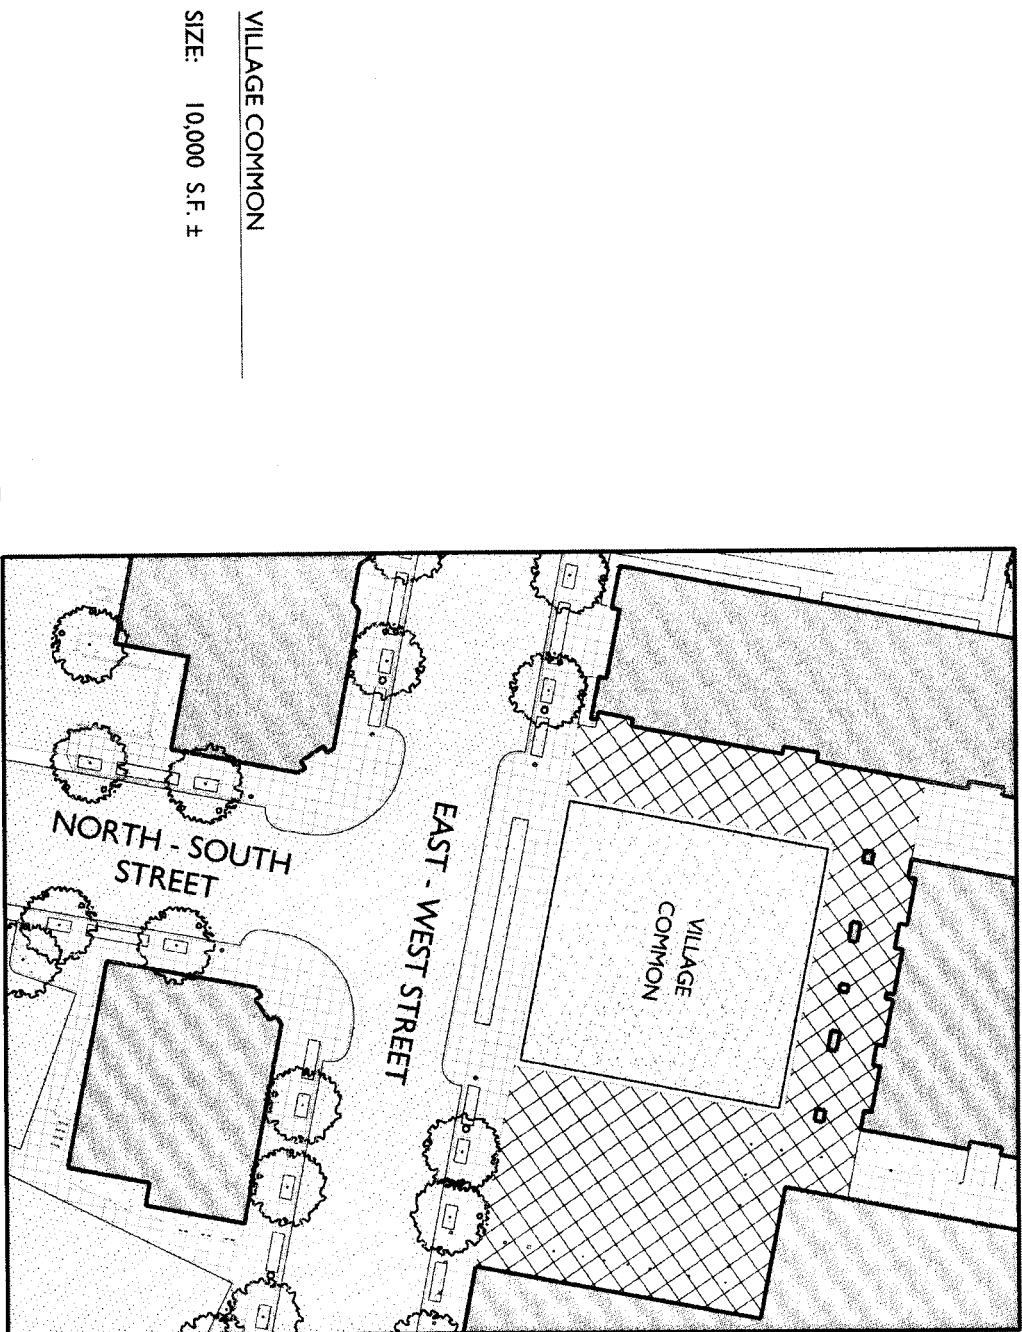 VILLAGE COMMON
SIZE: 10,000 S.F. ±
VILLAGE
COMMON
EAST - WEST STREET
NORTH - SOUTH
STREET